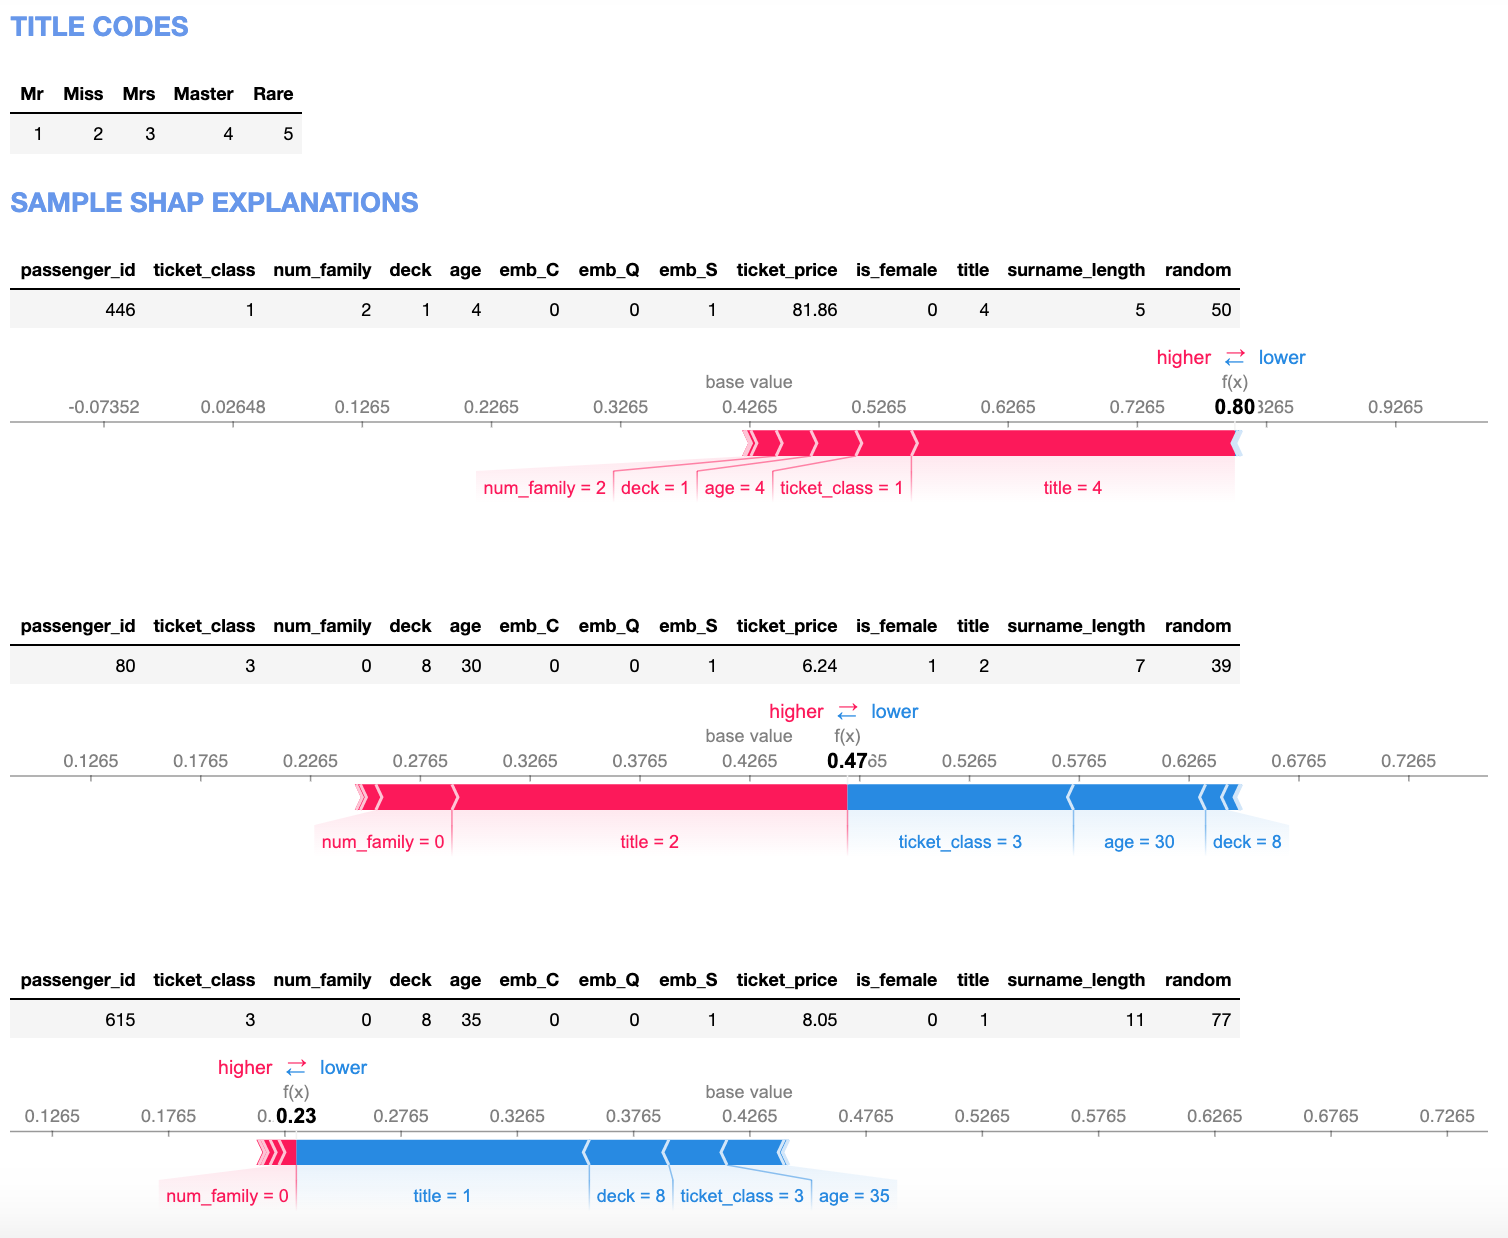 TITLE CODES
Mr Miss Mrs Master Rare
1 2 3 4 5
SAMPLE SHAP EXPLANATIONS
passenger_id ticket_class num_family deck age emb_C emb_Q emb_S ticket_price is_female title surname_length random
446 1 2 1 4 0 0 1 81.86 0 4 5 50
higher ⇄ lower
base value f(x)
-0.07352 0.02648 0.1265 0.2265 0.3265 0.4265 0.5265 0.6265 0.7265 0.80 3265 0.9265
num_family = 2 deck = 1 age = 4 ticket_class = 1 title = 4
passenger_id ticket_class num_family deck age emb_C emb_Q emb_S ticket_price is_female title surname_length random
80 3 0 8 30 0 0 1 6.24 1 2 7 39
higher ⇄ lower
base value f(x)
0.1265 0.1765 0.2265 0.2765 0.3265 0.3765 0.4265 0.47 65 0.5265 0.5765 0.6265 0.6765 0.7265
num_family = 0 title = 2 ticket_class = 3 age = 30 deck = 8
passenger_id ticket_class num_family deck age emb_C emb_Q emb_S ticket_price is_female title surname_length random
615 3 0 8 35 0 0 1 8.05 0 1 11 77
higher ⇄ lower
f(x) base value
0.1265 0.1765 0. 0.23 0.2765 0.3265 0.3765 0.4265 0.4765 0.5265 0.5765 0.6265 0.6765 0.7265
num_family = 0 title = 1 deck = 8 ticket_class = 3 age = 35